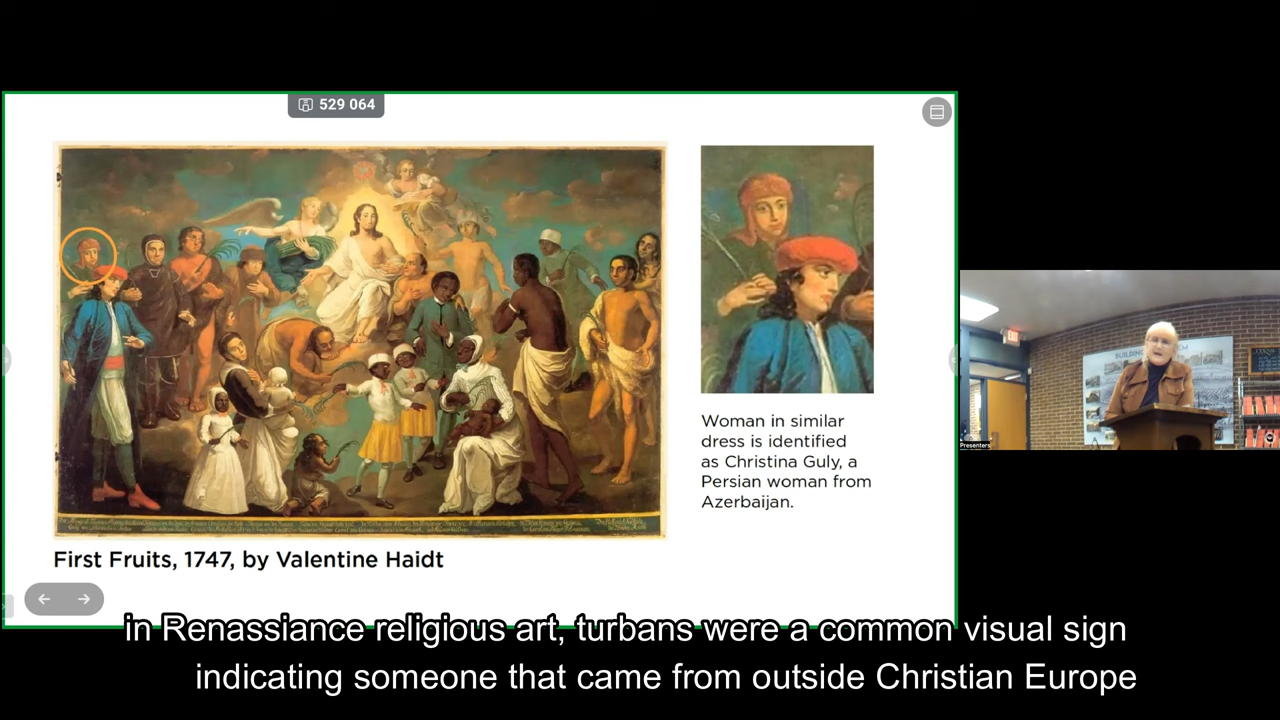 529 064
Woman in similar
dress is identified
as Christina Guly, a
Persian woman from
Azerbaijan.
First Fruits, 1747, by Valentine Haidt
EXIT
Presenters
in Renassiance religious art, turbans were a common visual sign
indicating someone that came from outside Christian Europe